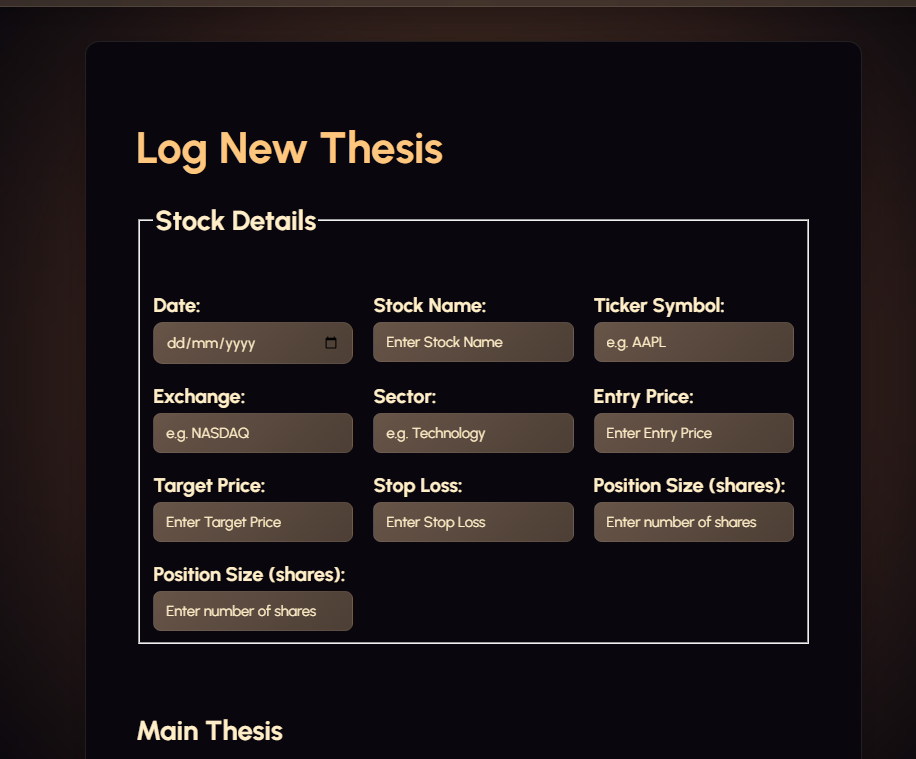 Log New Thesis
Stock Details
Date: Stock Name: Ticker Symbol:
dd/mm/yyyy Enter Stock Name e.g. AAPL
Exchange: Sector: Entry Price:
e.g. NASDAQ e.g. Technology Enter Entry Price
Target Price: Stop Loss: Position Size (shares):
Enter Target Price Enter Stop Loss Enter number of shares
Position Size (shares):
Enter number of shares
Main Thesis